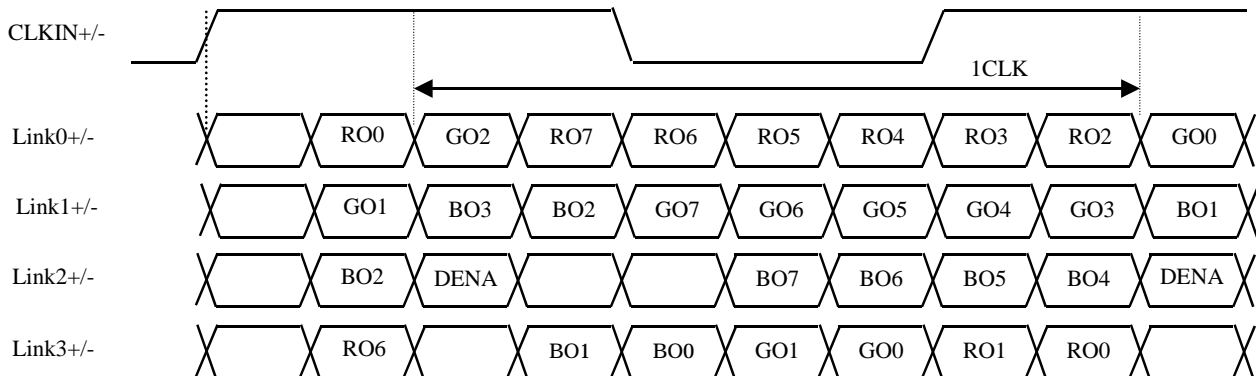 CLKIN+/-
1CLK
Link0+/- RO0 GO2 RO7 RO6 RO5 RO4 RO3 RO2 GO0
Link1+/- GO1 BO3 BO2 GO7 GO6 GO5 GO4 GO3 BO1
Link2+/- BO2 DENA BO7 BO6 BO5 BO4 DENA
Link3+/- RO6 BO1 BO0 GO1 GO0 RO1 RO0